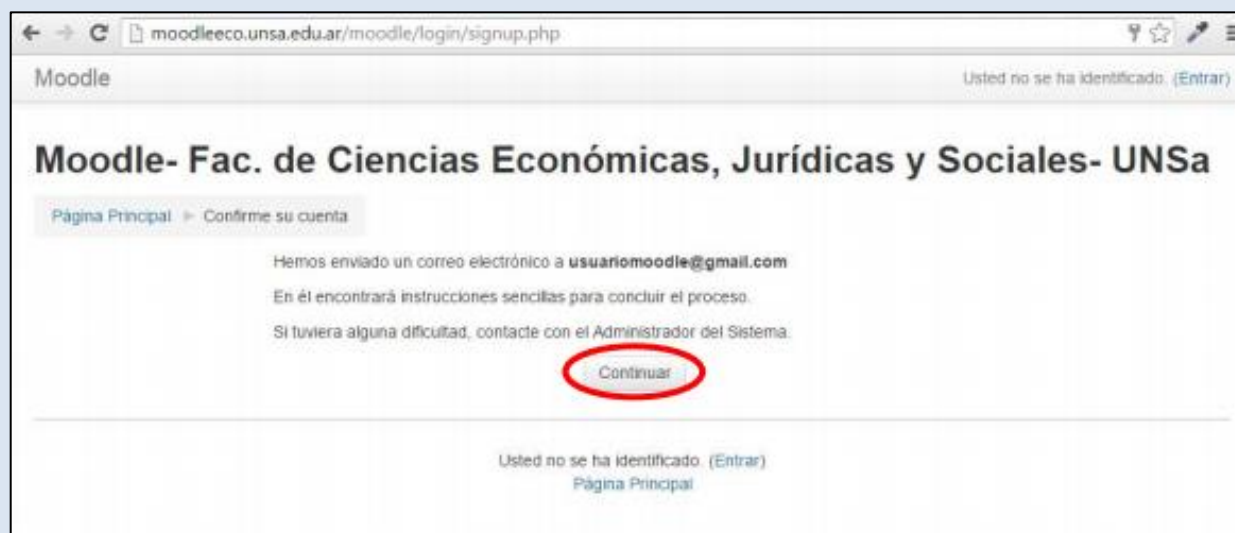 moodleeco.unsa.edu.ar/moodle/login/signup.php
Moodle
Usted no se ha identificado. (Entrar)
Moodle- Fac. de Ciencias Económicas, Jurídicas y Sociales- UNSa
Página Principal ► Confirme su cuenta
Hemos enviado un correo electrónico a usuariomoodle@gmail.com
En él encontrará instrucciones sencillas para concluir el proceso.
Si tuviera alguna dificultad, contacte con el Administrador del Sistema.
Continuar
Usted no se ha identificado. (Entrar)
Página Principal